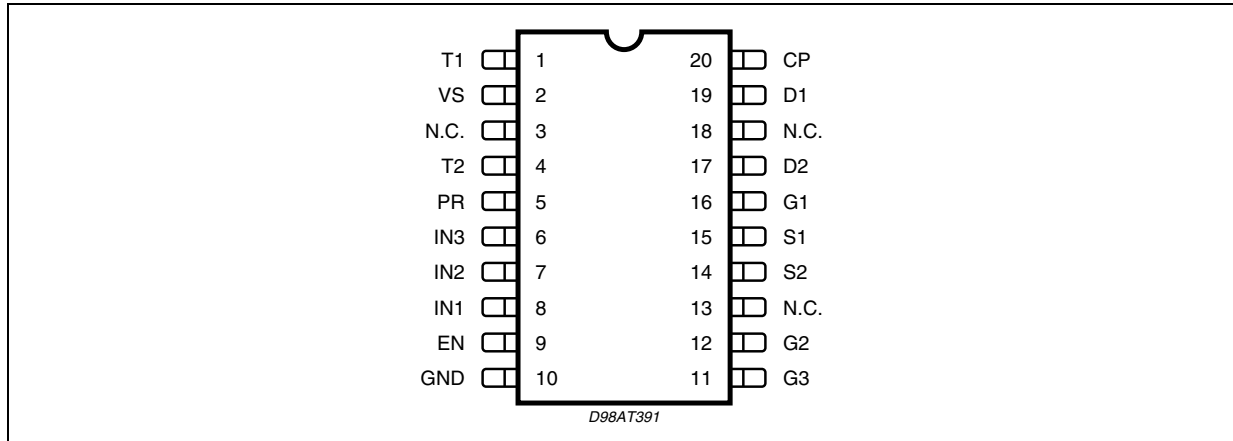 T1 1 20 CP
VS 2 19 D1
N.C. 3 18 N.C.
T2 4 17 D2
PR 5 16 G1
IN3 6 15 S1
IN2 7 14 S2
IN1 8 13 N.C.
EN 9 12 G2
GND 10 11 G3
D98AT391